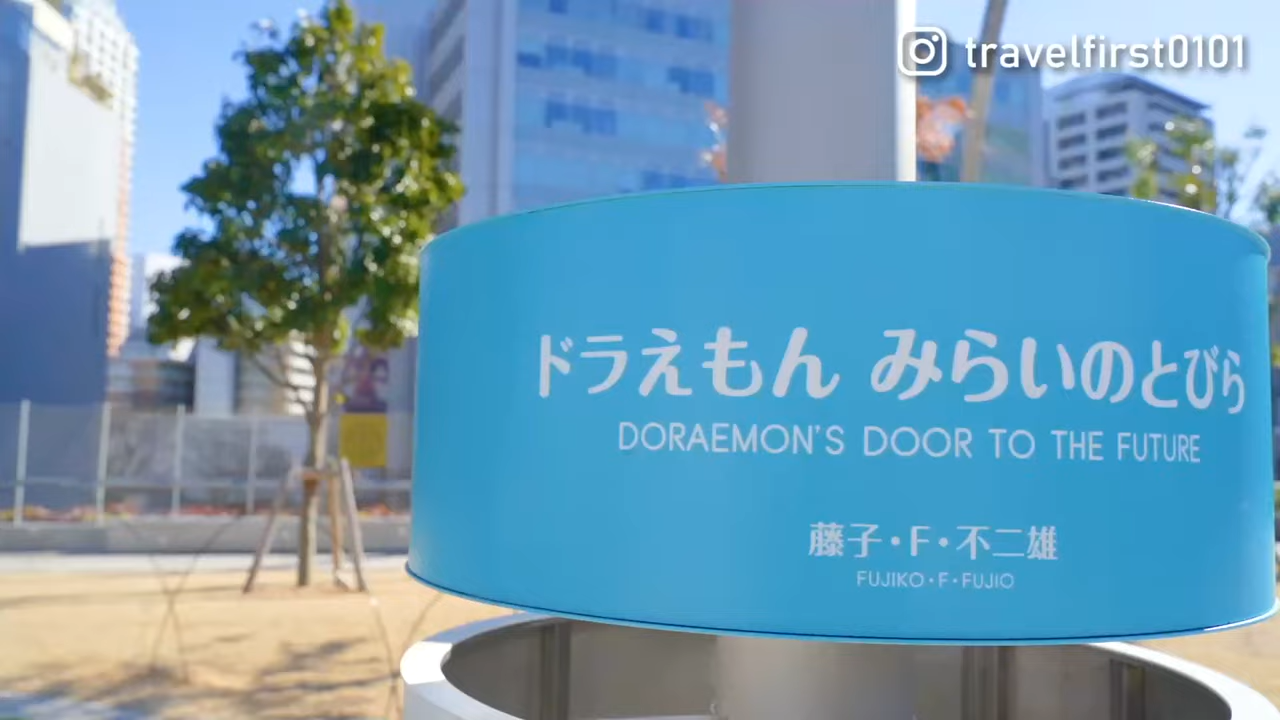 travelfirst0101
ドラえもん みらいのとびら
DORAEMON'S DOOR TO THE FUTURE
藤子・F・不二雄
FUJIKO・F・FUJIO